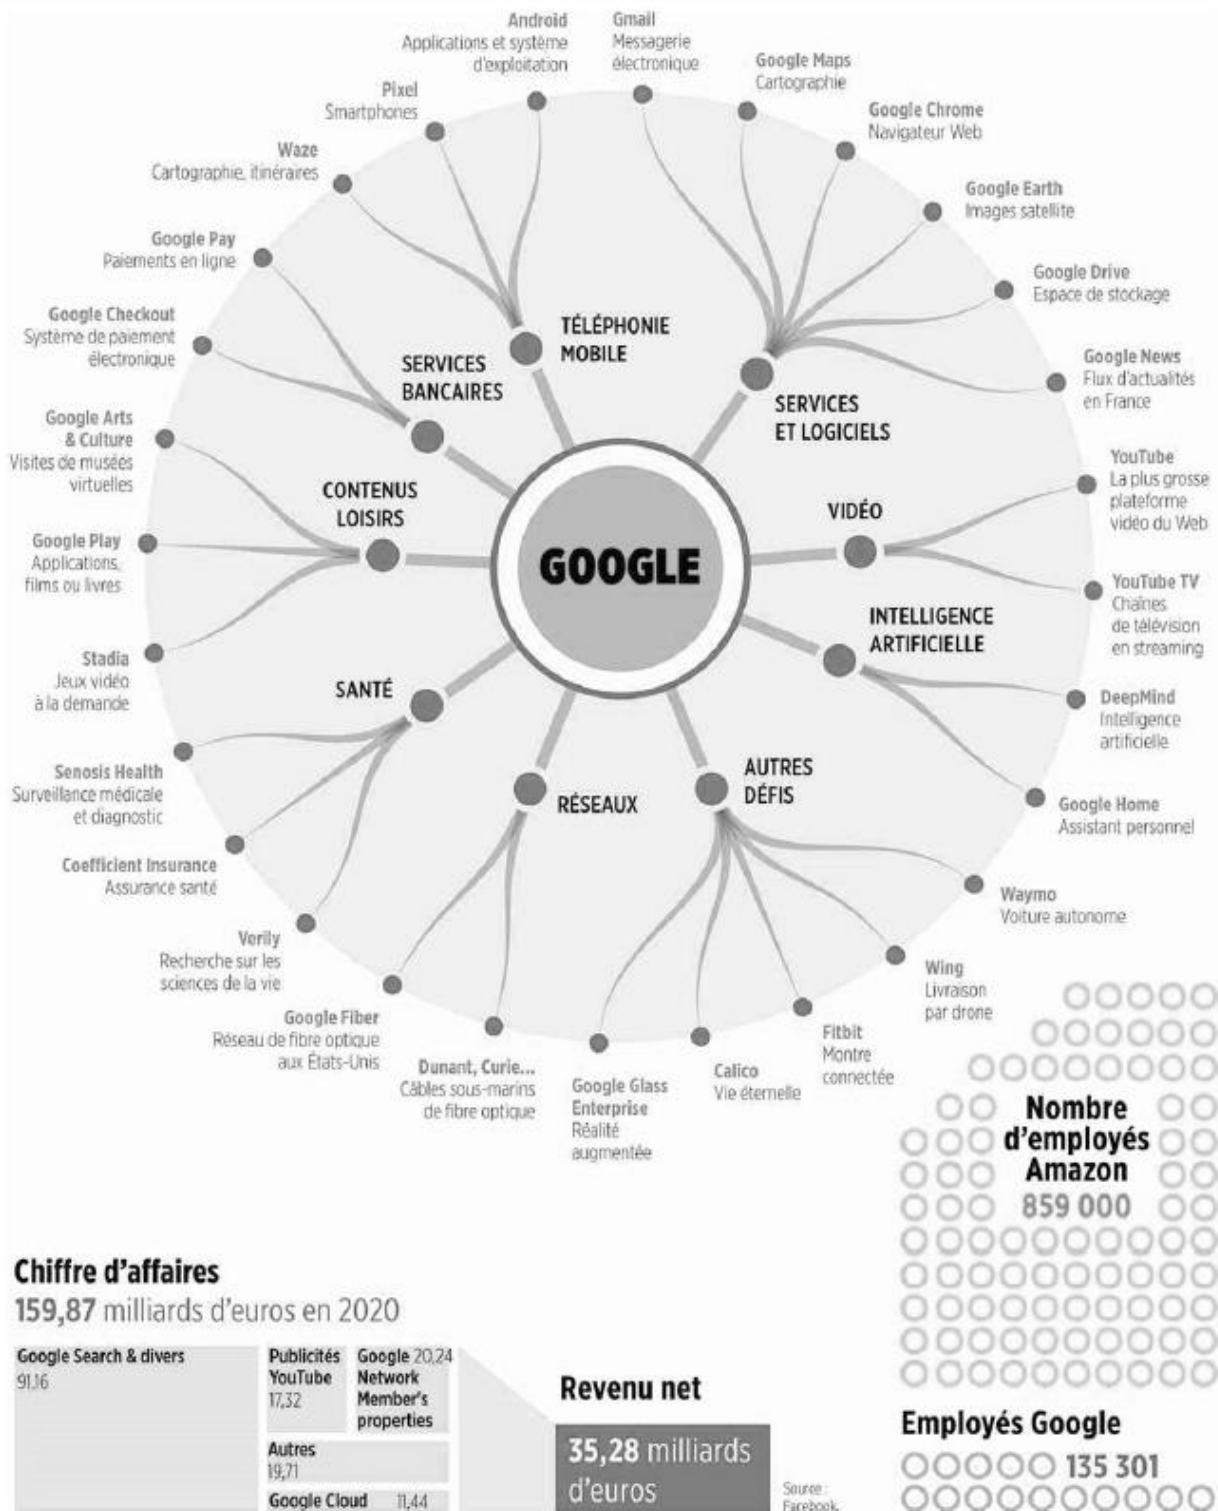 Android
Applications et système
d'exploitation
Gmail
Messagerie
électronique
Google Maps
Cartographie
Google Chrome
Navigateur Web
Google Earth
Images satellite
Google Drive
Espace de stockage
Google News
Flux d'actualités
en France
YouTube
La plus grosse
plateforme
vidéo du Web
YouTube TV
Chaînes
de télévision
en streaming
DeepMind
Intelligence
artificielle
Google Home
Assistant personnel
Waymo
Voiture autonome
Wing
Livraison
par drone
Fitbit
Montre
connectée
Calico
Vie éternelle
Google Glass
Enterprise
Réalité
augmentée
Dunant, Curie...
Câbles sous-marins
de fibre optique
Google Fiber
Réseau de fibre optique
aux États-Unis
Verily
Recherche sur les
sciences de la vie
Coefficient Insurance
Assurance santé
Senosis Health
Surveillance médicale
et diagnostic
Stadia
Jeux vidéo
à la demande
Google Play
Applications,
films ou livres
Google Arts
& Culture
Visites de musées
virtuelles
Google Checkout
Système de paiement
électronique
Google Pay
Paiements en ligne
Waze
Cartographie, itinéraires
Pixel
Smartphones
TÉLÉPHONIE
MOBILE
SERVICES
BANCAIRES
SERVICES
ET LOGICIELS
CONTENUS
LOISIRS
VIDÉO
GOOGLE
INTELLIGENCE
ARTIFICIELLE
SANTÉ
AUTRES
DÉFIS
RÉSEAUX
Nombre
d'employés
Amazon
859 000
Chiffre d'affaires
159,87 milliards d'euros en 2020
Google Search & divers
91,16
Publicités
YouTube
17,32
Google 20,24
Network
Member's
properties
Autres
19,71
Google Cloud 11,44
Revenu net
35,28 milliards
d'euros
Employés Google
135 301
Source :
Facebook,